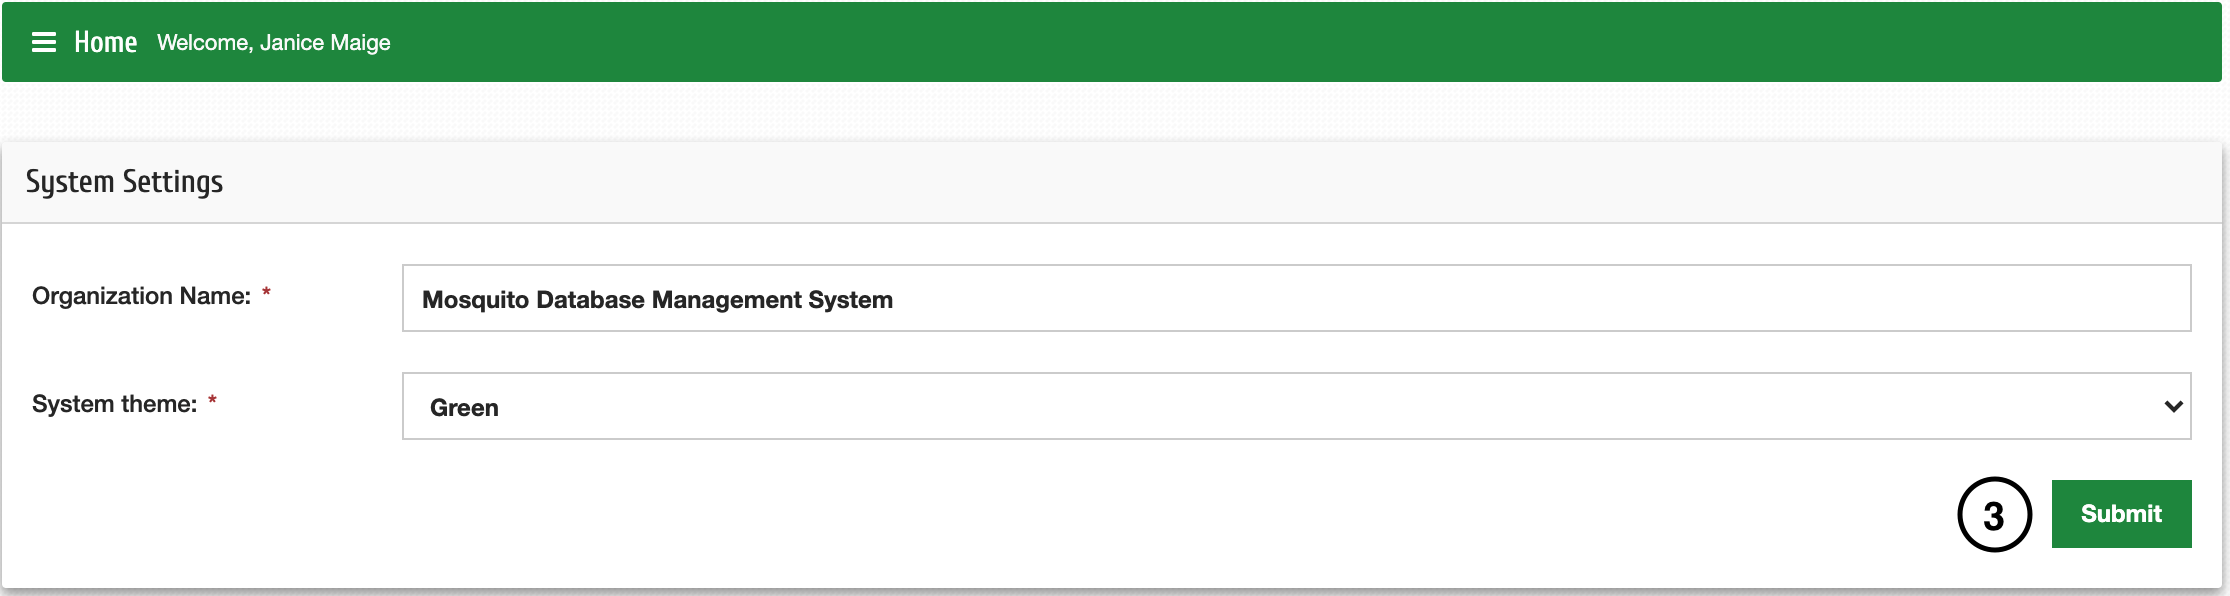 Home Welcome, Janice Maige
System Settings
Organization Name: * Mosquito Database Management System
System theme: * Green
3 Submit